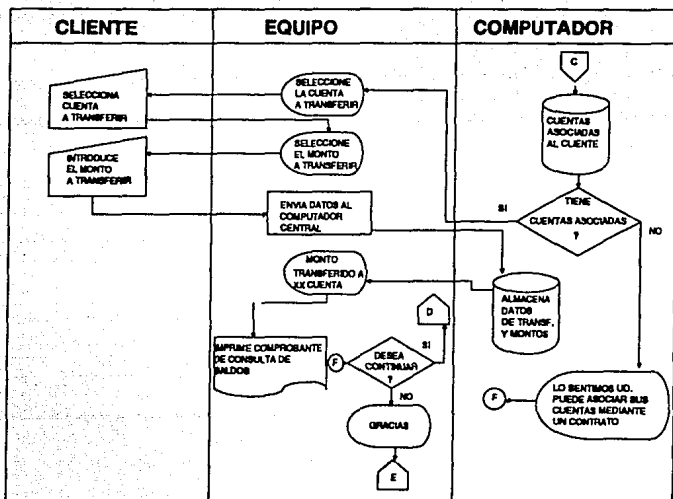 CLIENTE
EQUIPO
COMPUTADOR
C
SELECCIONA
CUENTA
A TRANSFERIR
SELECCIONE
LA CUENTA
A TRANSFERIR
CUENTAS
ASOCIADAS
AL CLIENTE
INTRODUCE
EL MONTO
A TRANSFERIR
SELECCIONE
EL MONTO
A TRANSFERIR
ENVIA DATOS AL
COMPUTADOR
CENTRAL
SI
TIENE
CUENTAS ASOCIADAS
?
NO
MONTO
TRANSFERIDO A
XX CUENTA
ALMACENA
DATOS
DE TRANSF.
Y MONTOS
D
IMPRIME COMPROBANTE
DE CONSULTA DE
SALDOS
F
DESEA
CONTINUAR
?
SI
NO
GRACIAS
E
F
LO SENTIMOS UD.
PUEDE ASOCIAR SUS
CUENTAS MEDIANTE
UN CONTRATO